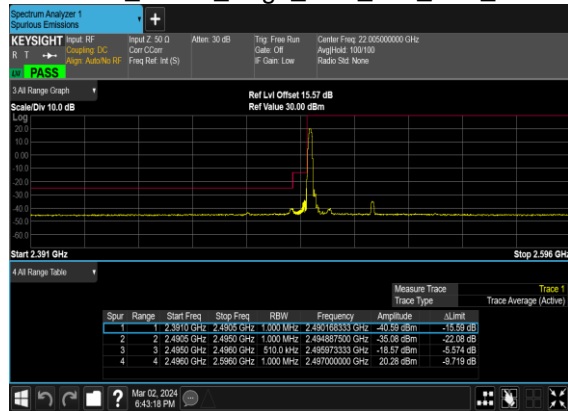 Spectrum Analyzer 1
Spurious Emissions
KEYSIGHT Input: RF Input Z: 50 Ω Atten: 30 dB Trig: Free Run Center Freq: 22.005000000 GHz
R T Coupling: DC Corr CCorr Gate: Off Avg|Hold: 100/100
Align: Auto/No RF Freq Ref: Int (S) IF Gain: Low Radio Std: None
PASS
3 All Range Graph
Ref Lvl Offset 15.57 dB
Scale/Div 10.0 dB Ref Value 30.00 dBm
Log
20.0
10.0
0.00
-10.0
-20.0
-30.0
-40.0
-50.0
-60.0
Start 2.391 GHz Stop 2.596 GHz
4 All Range Table
Measure Trace Trace 1
Trace Type Trace Average (Active)
Spur Range Start Freq Stop Freq RBW Frequency Amplitude ΔLimit
1 1 2.3910 GHz 2.4905 GHz 1.000 MHz 2.490168333 GHz -40.59 dBm -15.59 dB
2 2 2.4905 GHz 2.4950 GHz 1.000 MHz 2.494887500 GHz -35.08 dBm -22.08 dB
3 3 2.4950 GHz 2.4960 GHz 510.0 kHz 2.495973333 GHz -18.57 dBm -5.574 dB
4 4 2.4960 GHz 2.5960 GHz 1.000 MHz 2.497000000 GHz 20.28 dBm -9.719 dB
? Mar 02, 2024
6:43:18 PM